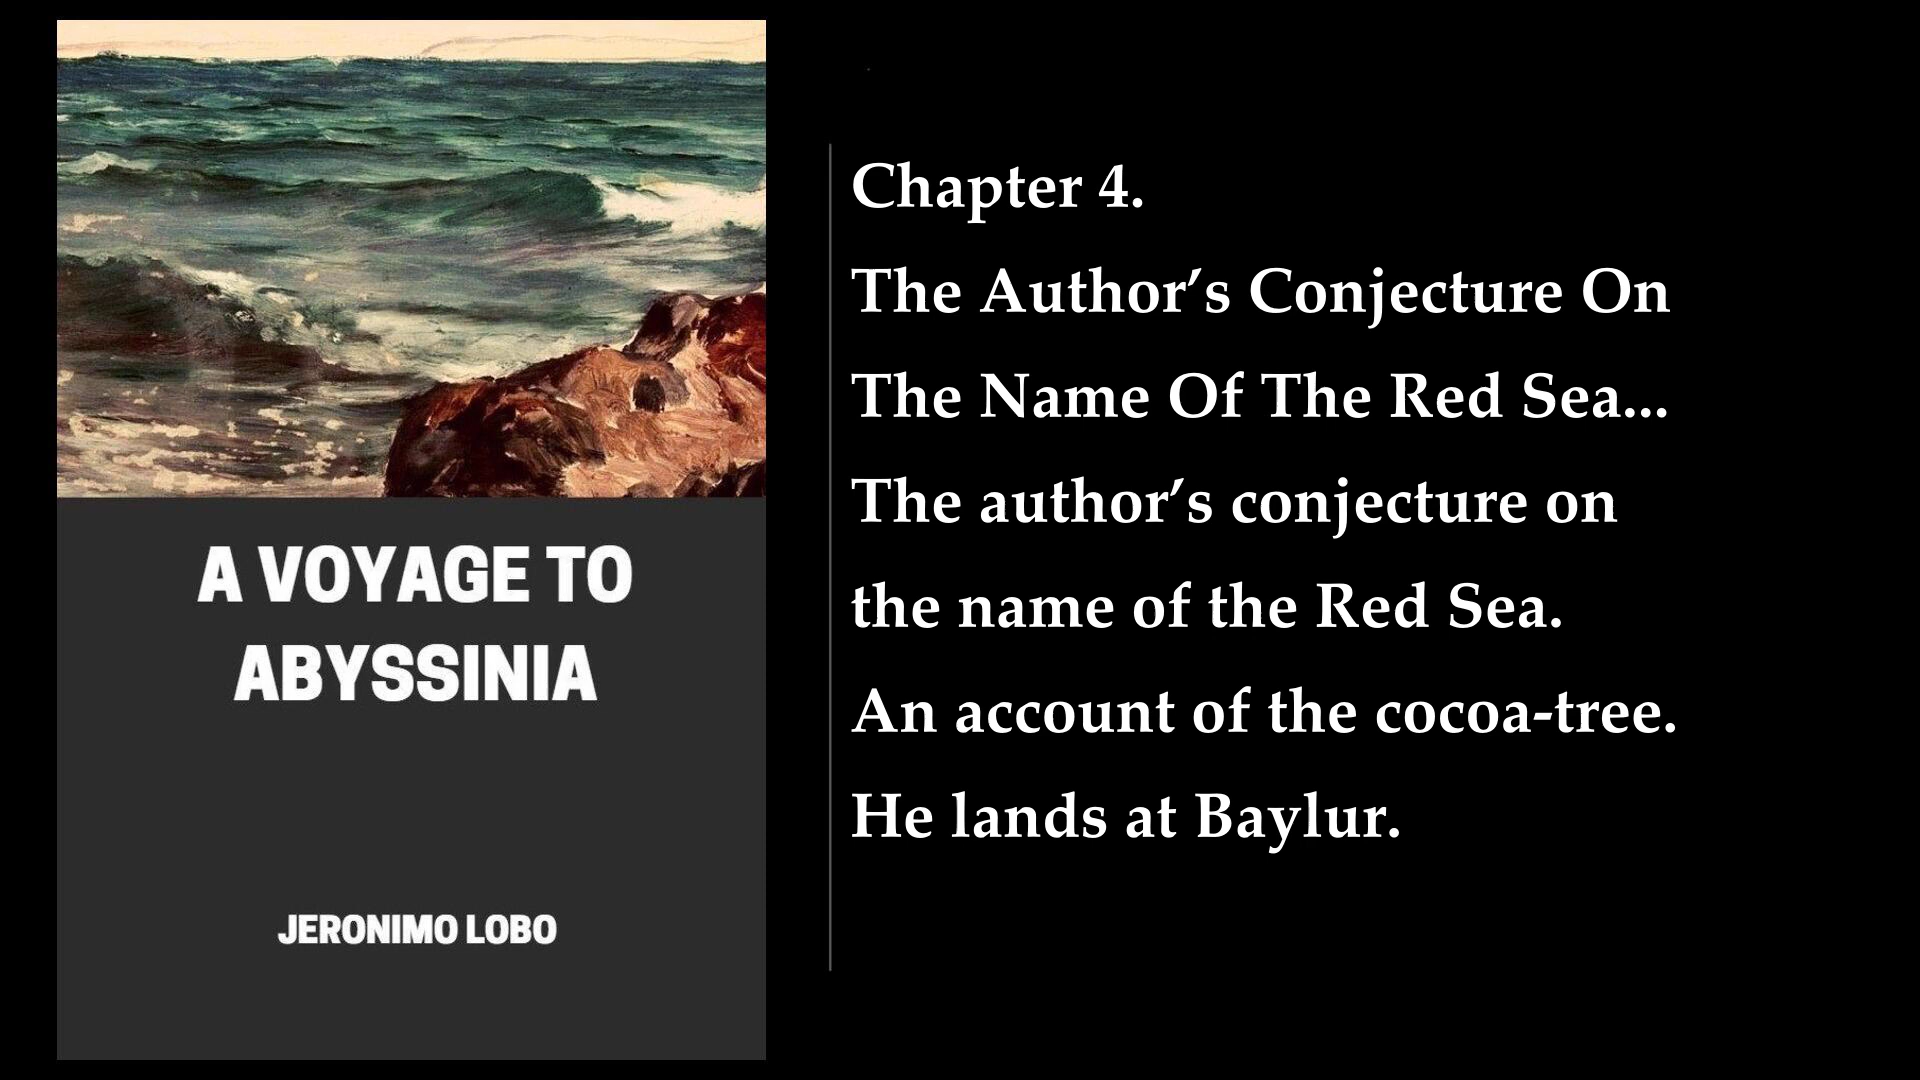 A VOYAGE TO
ABYSSINIA
JERONIMO LOBO
Chapter 4.
The Author’s Conjecture On
The Name Of The Red Sea...
The author’s conjecture on
the name of the Red Sea.
An account of the cocoa-tree.
He lands at Baylur.